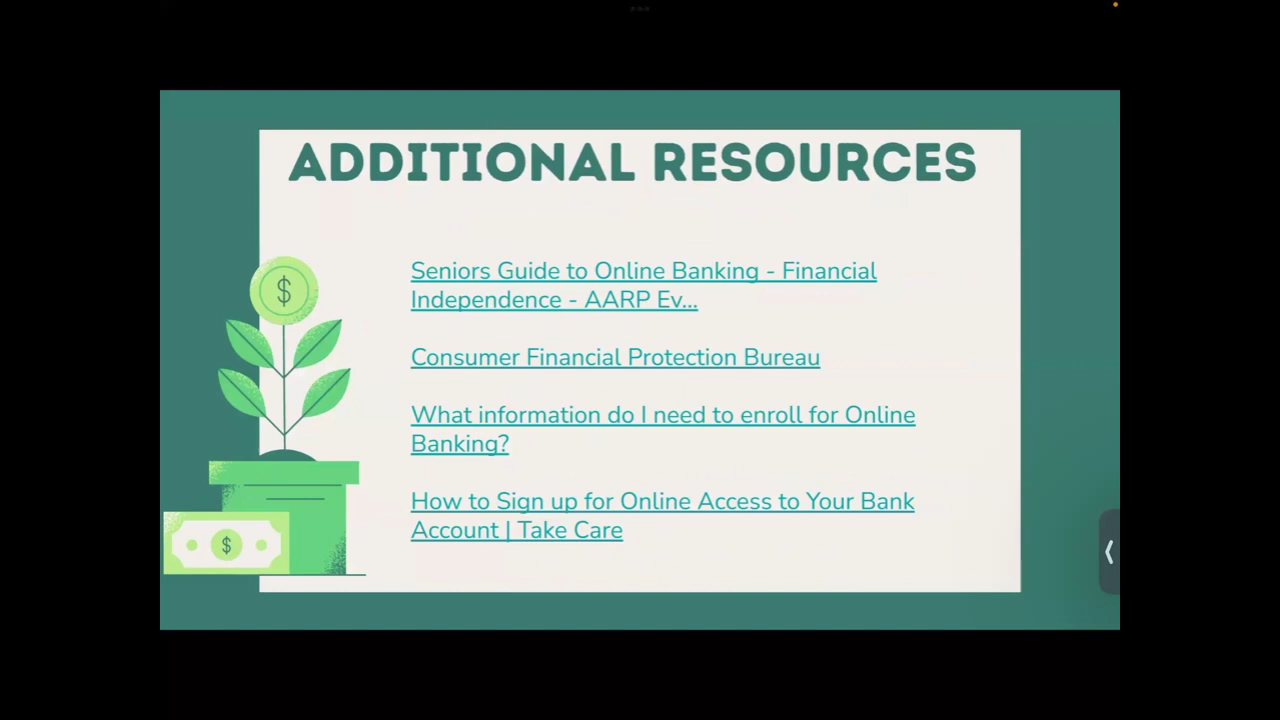 ADDITIONAL RESOURCES
Seniors Guide to Online Banking - Financial
Independence - AARP Ev...
Consumer Financial Protection Bureau
What information do I need to enroll for Online
Banking?
How to Sign up for Online Access to Your Bank
Account | Take Care
$
$